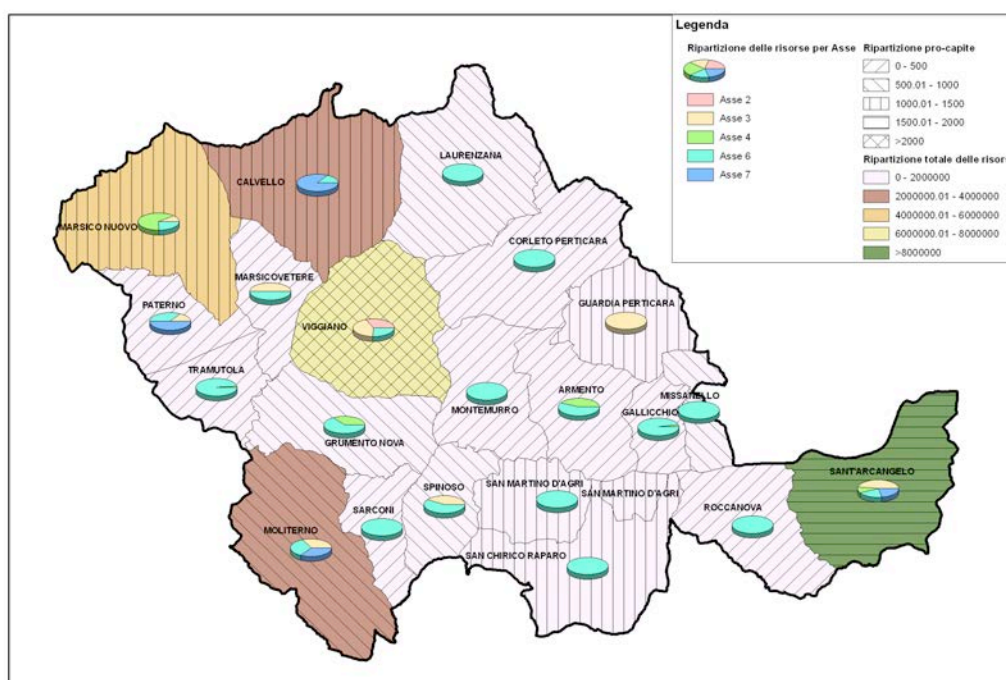 Legenda
Ripartizione delle risorse per Asse
Asse 2
Asse 3
Asse 4
Asse 6
Asse 7
Ripartizione pro-capite
0 - 500
500.01 - 1000
1000.01 - 1500
1500.01 - 2000
>2000
Ripartizione totale delle risor
0 - 2000000
2000000.01 - 4000000
4000000.01 - 6000000
6000000.01 - 8000000
>8000000
LAURENZANA
CALVELLO
MARSICO NUOVO
CORLETO PERTICARA
MARSICOVETERE
PATERNO
GUARDIA PERTICARA
VIGGIANO
TRAMUTOLA
ARMENTO
MISSANELLO
MONTEMURRO
GALLICCHIO
GRUMENTO NOVA
SANT'ARCANGELO
SAN MARTINO D'AGRI
SAN MARTINO D'AGRI
SPINOSO
SARCONI
ROCCANOVA
MOLITERNO
SAN CHIRICO RAPARO